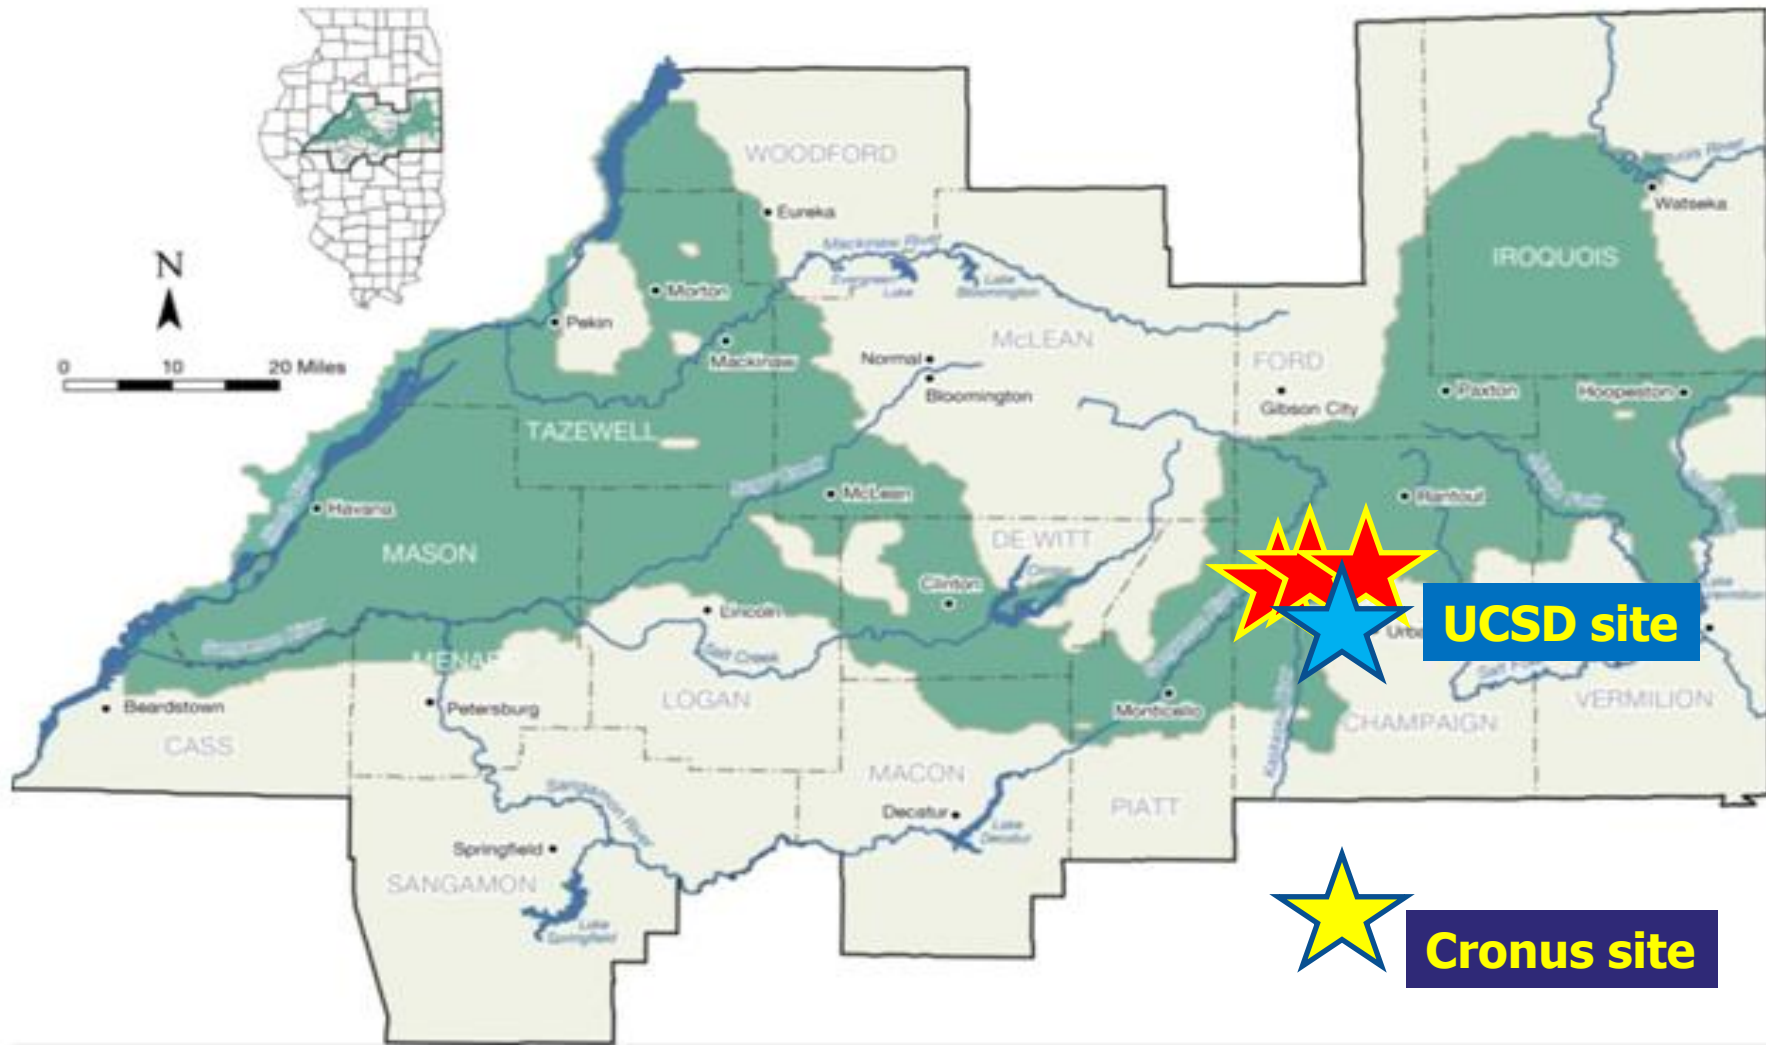 WOODFORD
Eureka
Watseka
N
Mackinaw River
IROQUOIS
Evergreen
Lake
Lake
Bloomington
Morton
Pekin
McLEAN
0 10 20 Miles
Mackinaw
Normal
FORD
Bloomington
Gibson City
Paxton
Hoopeston
TAZEWELL
McLean
Rantoul
Havana
MASON
DE WITT
Clinton
Lincoln
UCSD site
Salt Creek
Monticello
Beardstown
Petersburg
LOGAN
CHAMPAIGN
VERMILION
CASS
MACON
PIATT
Sangamon River
Decatur
Lake
Decatur
Springfield
SANGAMON
Lake
Springfield
Cronus site